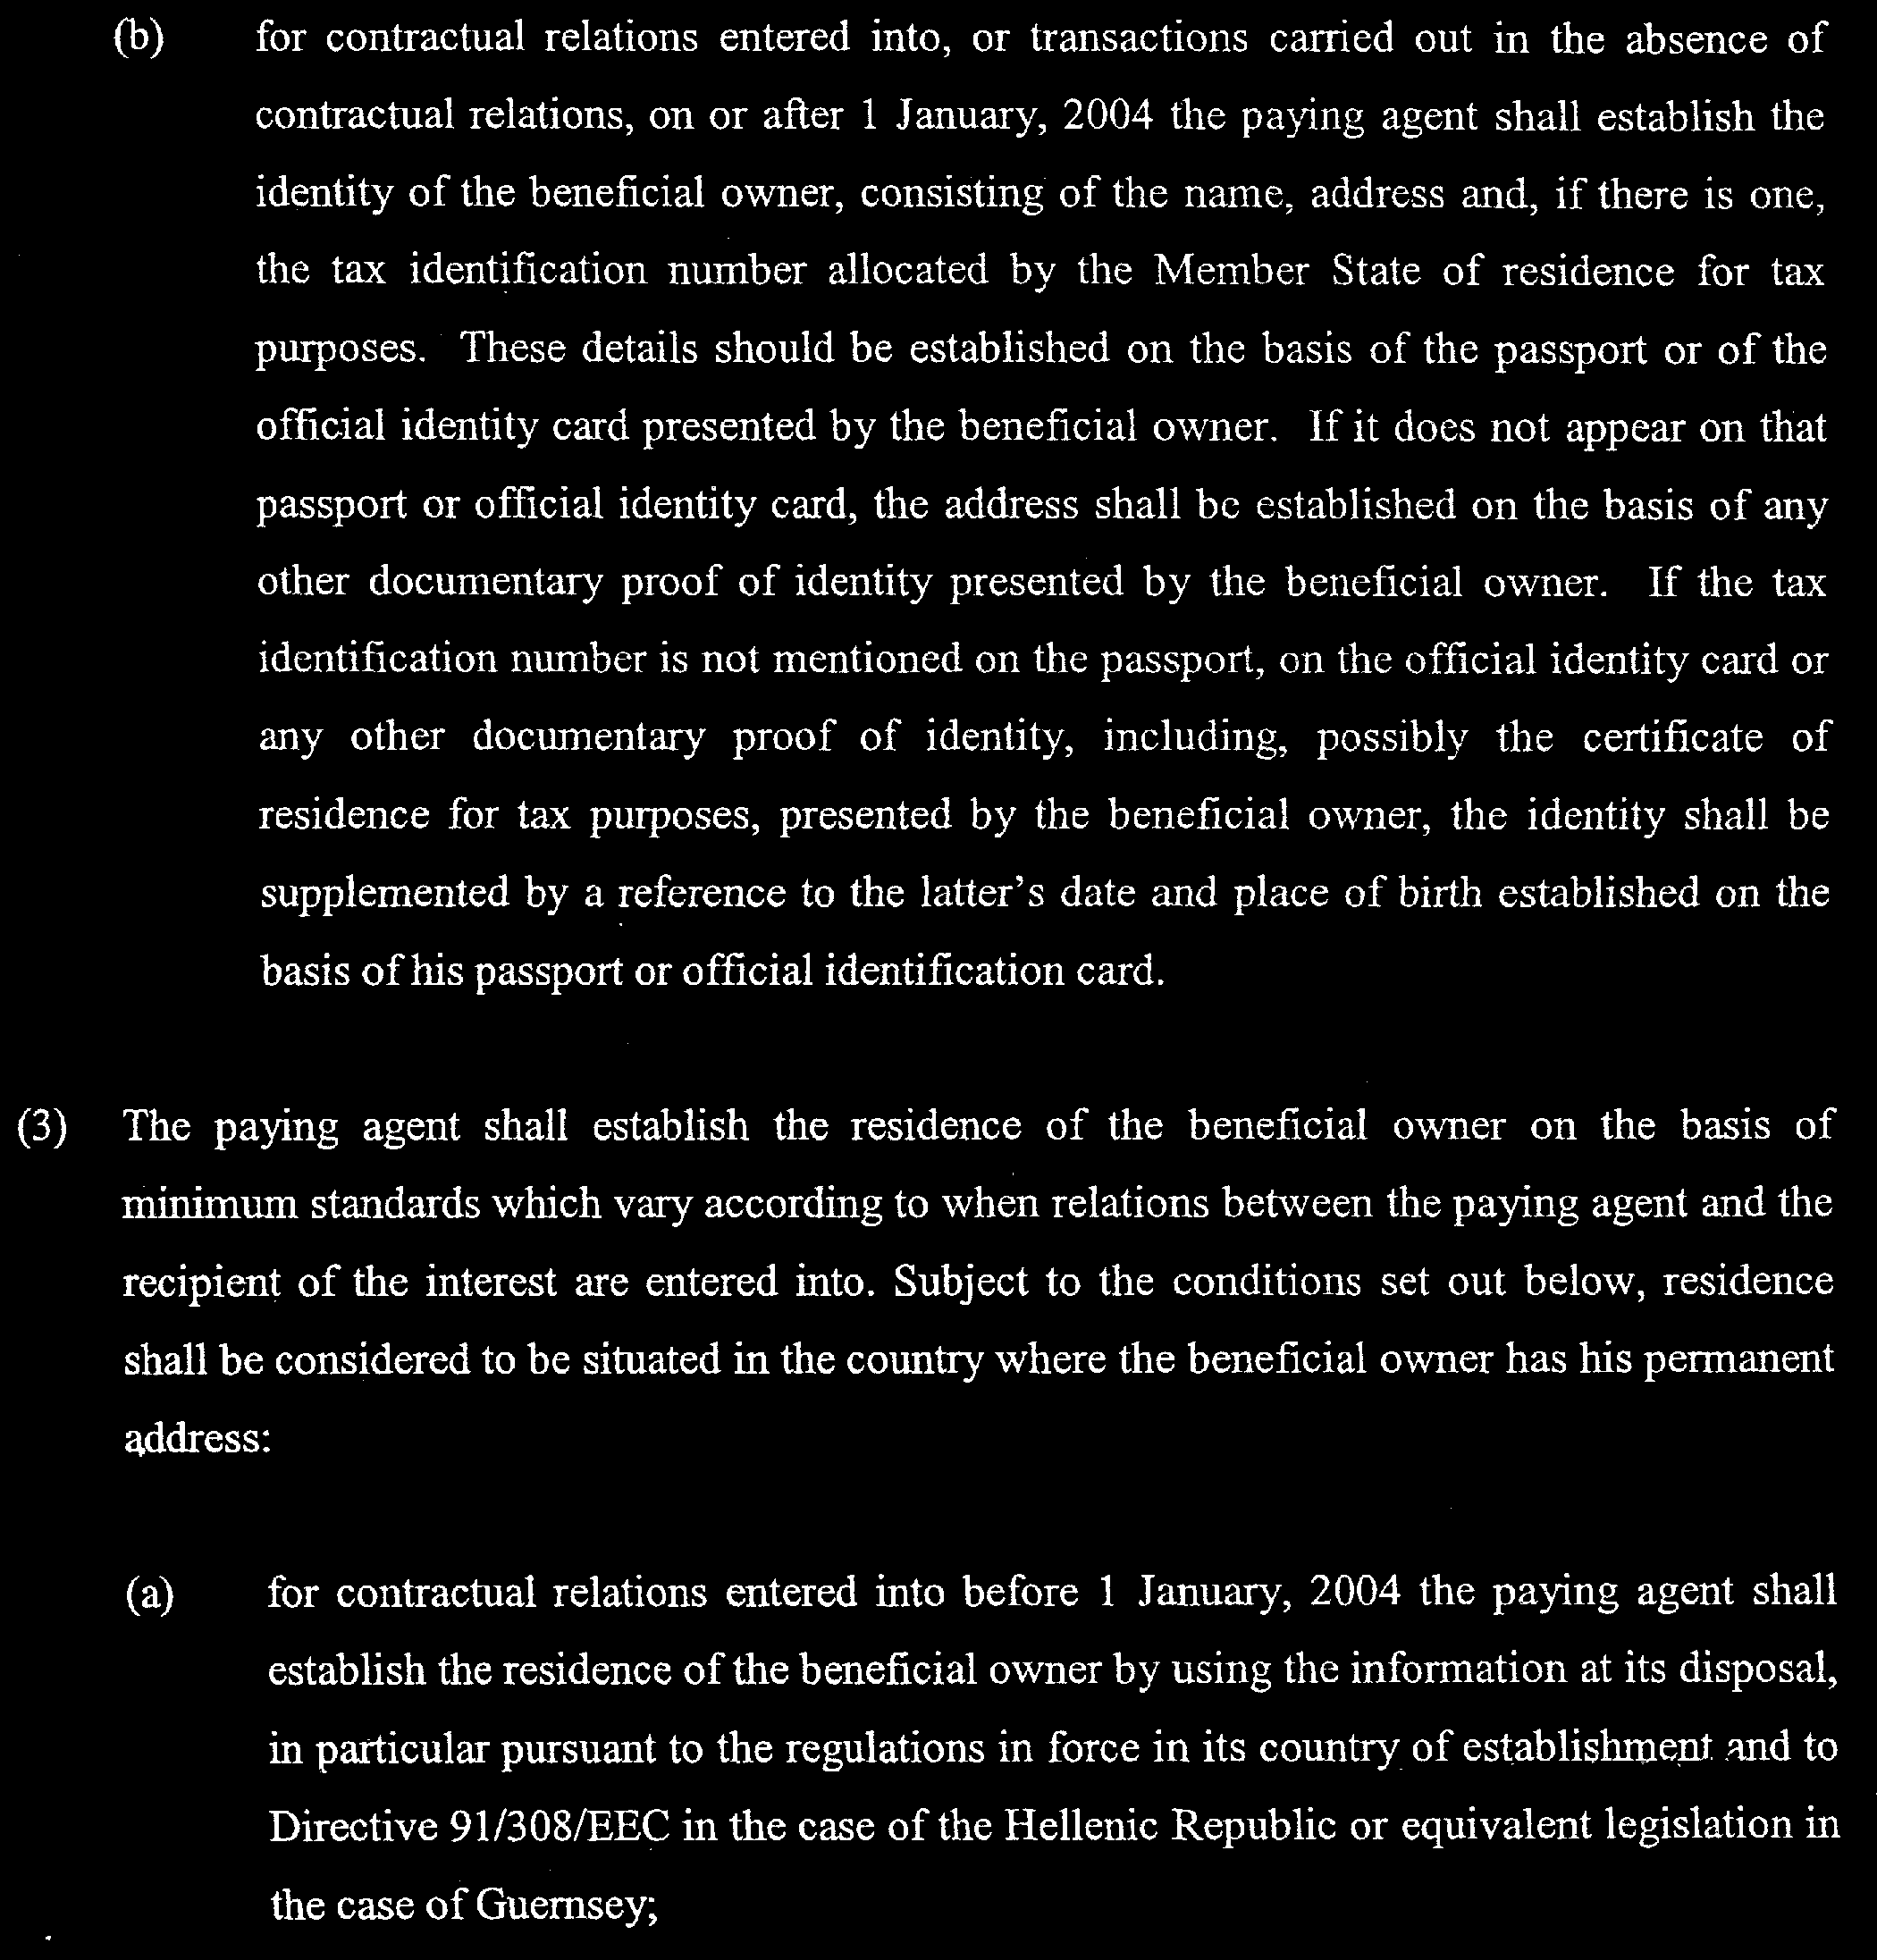 (b) for contractual relations entered into, or transactions carried out in the absence of
contractual relations, on or after 1 January, 2004 the paying agent shall establish the
identity of the beneficial owner, consisting of the name, address and, if there is one,
the tax identification number allocated by the Member State of residence for tax
purposes. These details should be established on the basis of the passport or of the
official identity card presented by the beneficial owner. If it does not appear on that
passport or official identity card, the address shall be established on the basis of any
other documentary proof of identity presented by the beneficial owner. If the tax
identification number is not mentioned on the passport, on the official identity card or
any other documentary proof of identity, including, possibly the certificate of
residence for tax purposes, presented by the beneficial owner, the identity shall be
supplemented by a reference to the latter's date and place of birth established on the
basis of his passport or official identification card.
(3) The paying agent shall establish the residence of the beneficial owner on the basis of
minimum standards which vary according to when relations between the paying agent and the
recipient of the interest are entered into. Subject to the conditions set out below, residence
shall be considered to be situated in the country where the beneficial owner has his permanent
address:
(a) for contractual relations entered into before 1 January, 2004 the paying agent shall
establish the residence of the beneficial owner by using the information at its disposal,
in particular pursuant to the regulations in force in its country of establishment and to
Directive 91/308/EEC in the case of the Hellenic Republic or equivalent legislation in
the case of Guernsey;